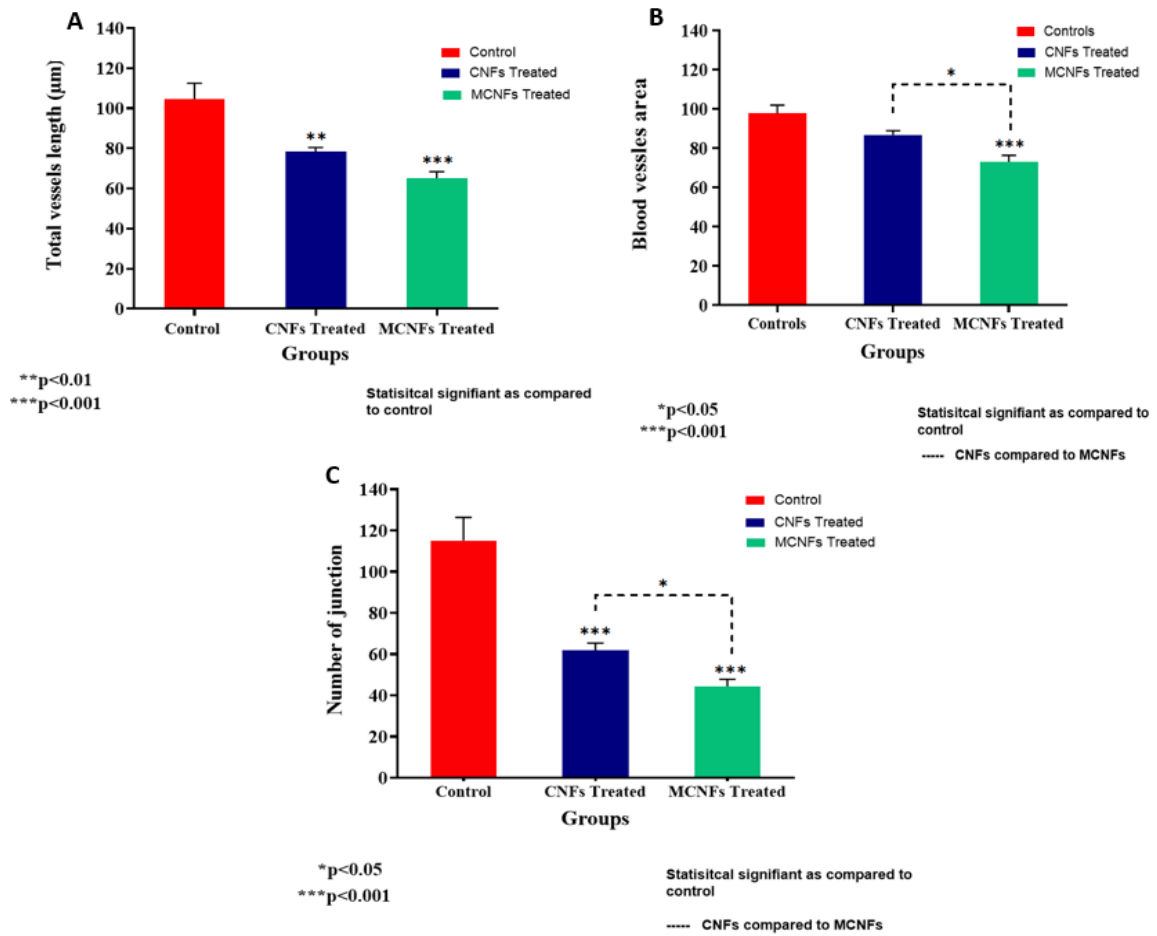 A
Total vessels length (µm)
140
120
100
80
60
40
20
0
Control
CNFs Treated
MCNFs Treated
**
***
Control
CNFs Treated
MCNFs Treated
Groups
**p<0.01
***p<0.001
Statisitcal signifiant as compared
to control
B
Blood vessles area
140
120
100
80
60
40
20
0
Controls
CNFs Treated
MCNFs Treated
*
***
Controls
CNFs Treated
MCNFs Treated
Groups
*p<0.05
***p<0.001
Statisitcal signifiant as compared to
control
----- CNFs compared to MCNFs
C
Number of junction
140
120
100
80
60
40
20
0
Control
CNFs Treated
MCNFs Treated
*
***
***
Control
CNFs Treated
MCNFs Treated
Groups
*p<0.05
***p<0.001
Statisitcal signifiant as compared to
control
----- CNFs compared to MCNFs